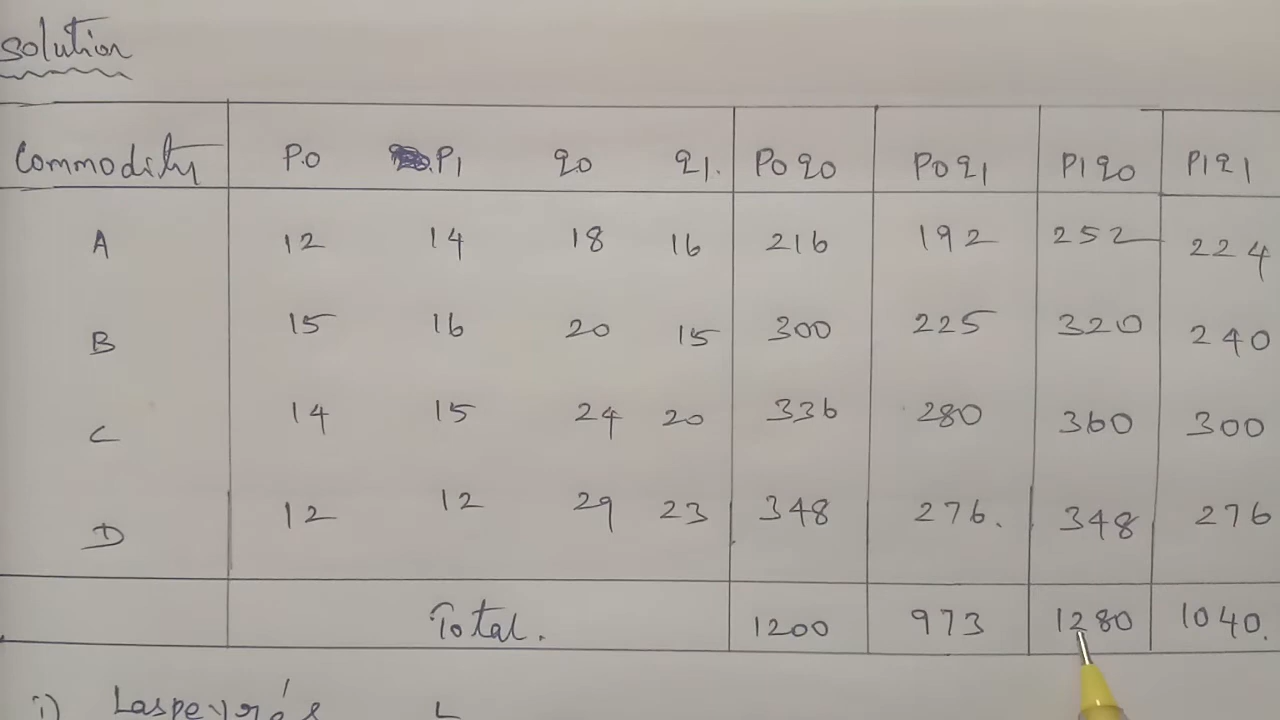 Solution
Commodity P0 P1 q0 q1. P0q0 P0q1 P1q0 P1q1
A 12 14 18 16 216 192 252 224
B 15 16 20 15 300 225 320 240
C 14 15 24 20 336 280 360 300
D 12 12 29 23 348 276. 348 276
Total. 1200 973 1280 1040.
i) Laspeyre's